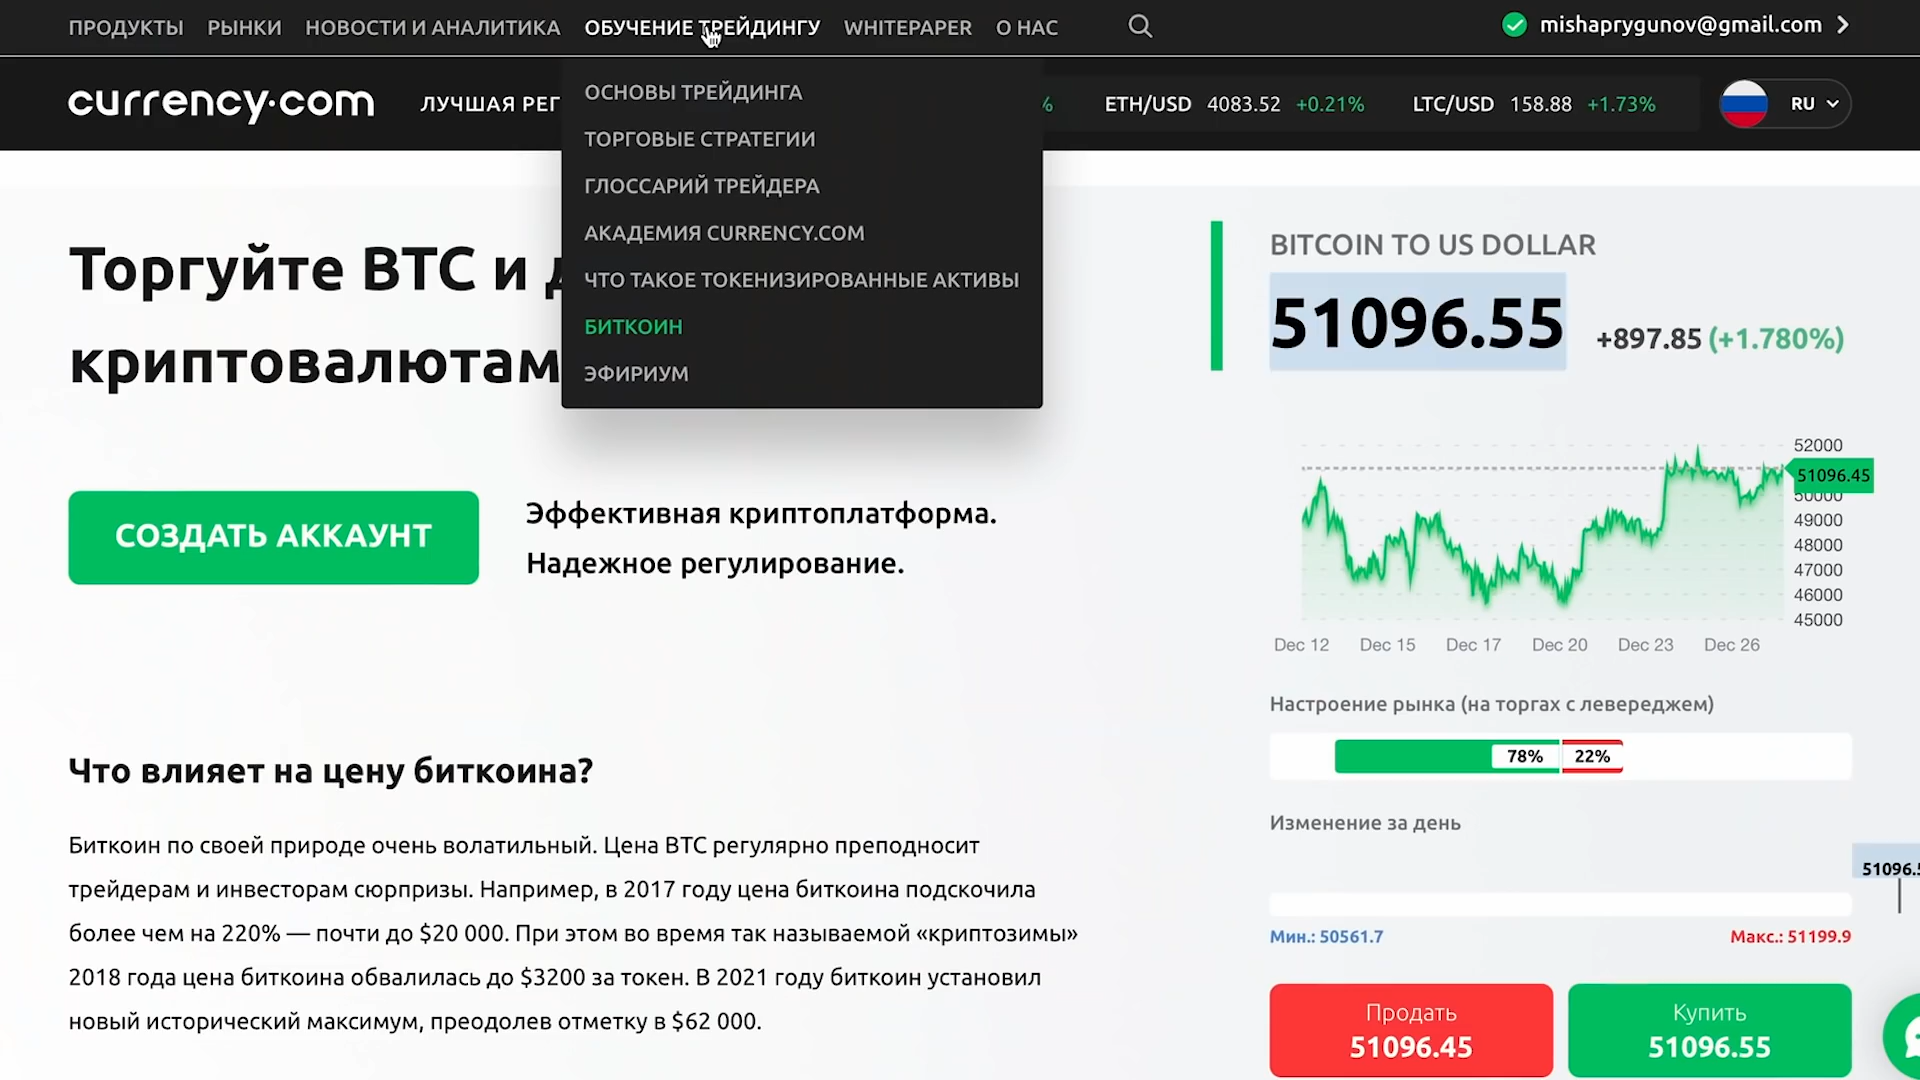 ПРОДУКТЫ РЫНКИ НОВОСТИ И АНАЛИТИКА ОБУЧЕНИЕ ТРЕЙДИНГУ WHITEPAPER О НАС
mishaprygunov@gmail.com
currency.com
ЛУЧШАЯ
% ETH/USD 4083.52 +0.21% LTC/USD 158.88 +1.73%
RU
ОСНОВЫ ТРЕЙДИНГА
ТОРГОВЫЕ СТРАТЕГИИ
ГЛОССАРИЙ ТРЕЙДЕРА
АКАДЕМИЯ CURRENCY.COM
ЧТО ТАКОЕ ТОКЕНИЗИРОВАННЫЕ АКТИВЫ
БИТКОИН
ЭФИРИУМ
Торгуйте BTC и
криптовалютам
СОЗДАТЬ АККАУНТ
Эффективная криптоплатформа.
Надежное регулирование.
Что влияет на цену биткоина?
Биткоин по своей природе очень волатильный. Цена BTC регулярно преподносит
трейдерам и инвесторам сюрпризы. Например, в 2017 году цена биткоина подскочила
более чем на 220% — почти до $20 000. При этом во время так называемой «криптозимы»
2018 года цена биткоина обвалилась до $3200 за токен. В 2021 году биткоин установил
новый исторический максимум, преодолев отметку в $62 000.
BITCOIN TO US DOLLAR
51096.55 +897.85 (+1.780%)
52000
51096.45
50000
49000
48000
47000
46000
45000
Dec 12 Dec 15 Dec 17 Dec 20 Dec 23 Dec 26
Настроение рынка (на торгах с левереджем)
78% 22%
Изменение за день
51096.5
Мин.: 50561.7 Макс.: 51199.9
Продать
51096.45
Купить
51096.55